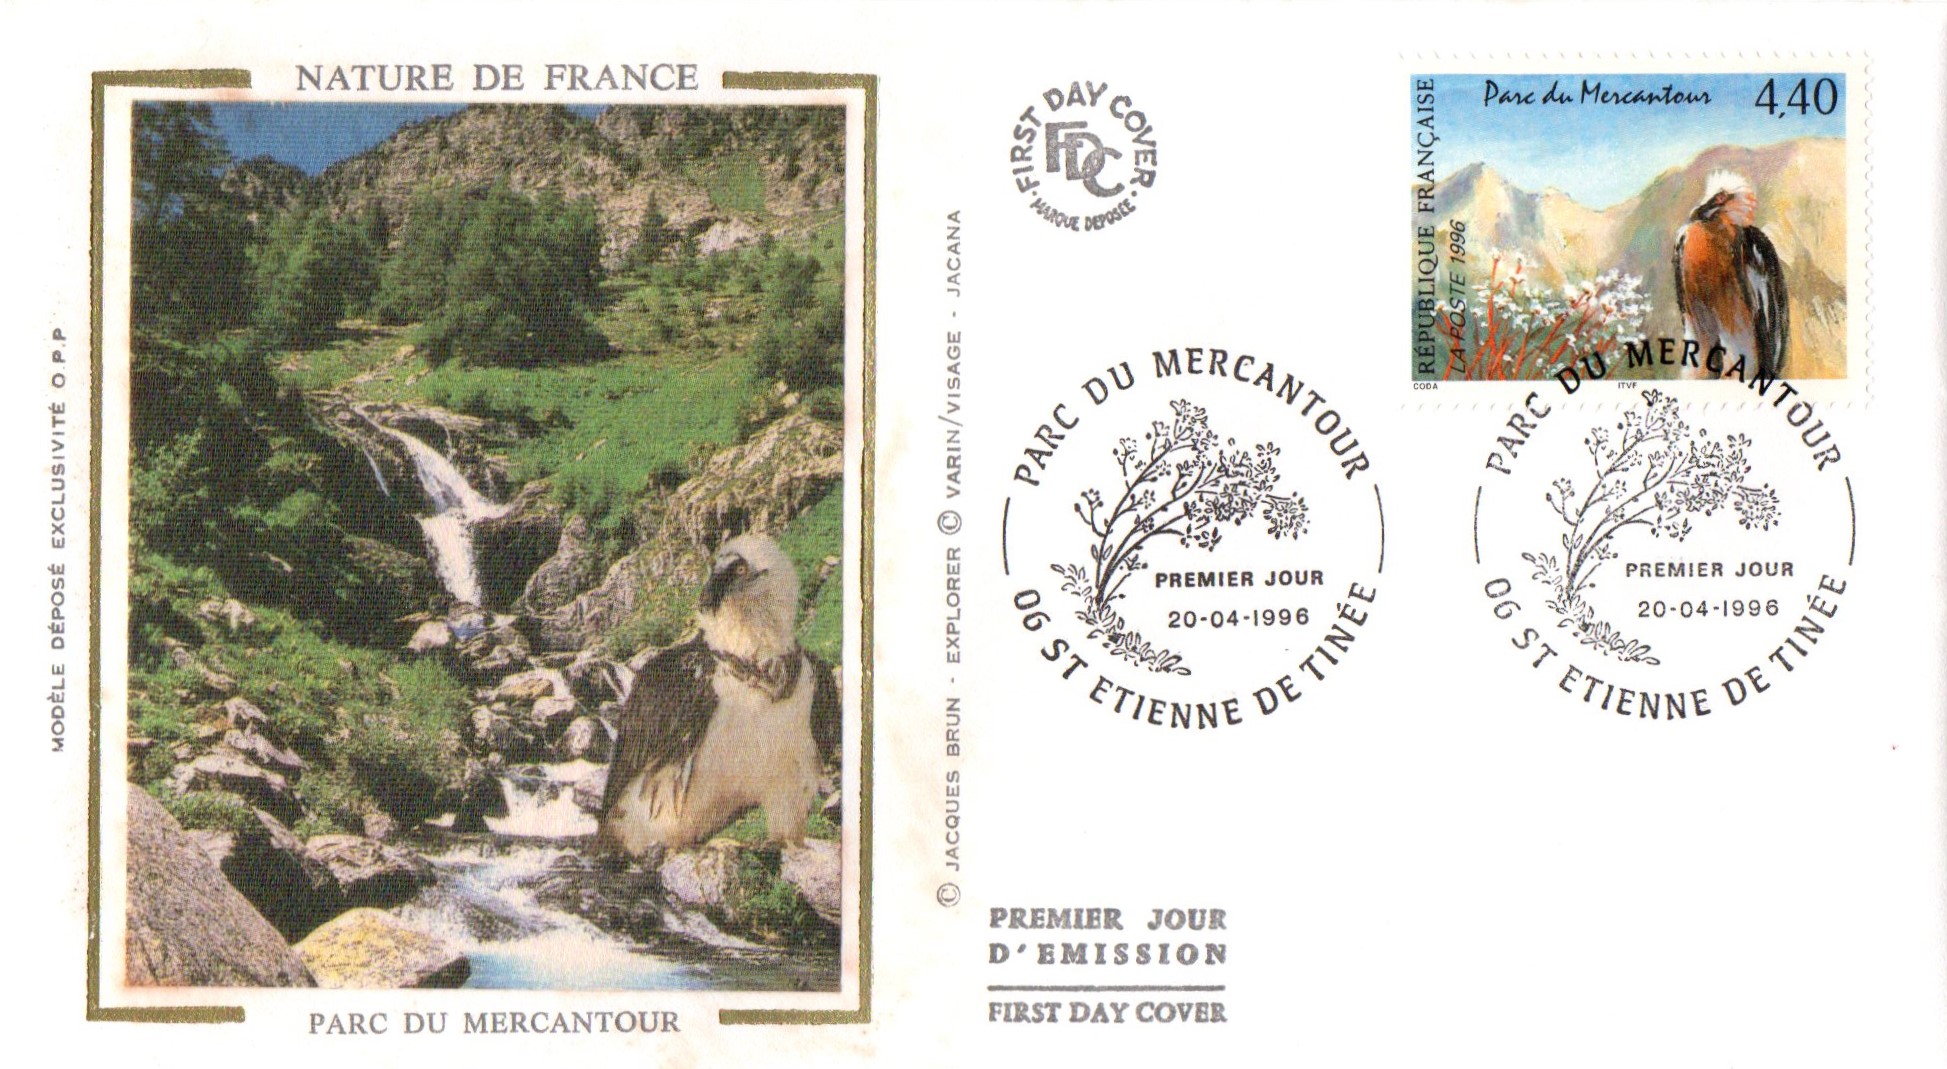 NATURE DE FRANCE
PARC DU MERCANTOUR
MODÈLE DÉPOSÉ EXCLUSIVITÉ O.P.P
© JACQUES BRUN - EXPLORER © VARIN/VISAGE - JACANA
·FIRST DAY COVER·
FDC
MARQUE DEPOSÉE
RÉPUBLIQUE FRANÇAISE
LA POSTE 1996
Parc du Mercantour
4,40
CODA
ITVF
PARC DU MERCANTOUR
PREMIER JOUR
20-04-1996
06 ST ETIENNE DE TINÉE
PARC DU MERCANTOUR
PREMIER JOUR
20-04-1996
06 ST ETIENNE DE TINÉE
PREMIER JOUR
D'EMISSION
FIRST DAY COVER